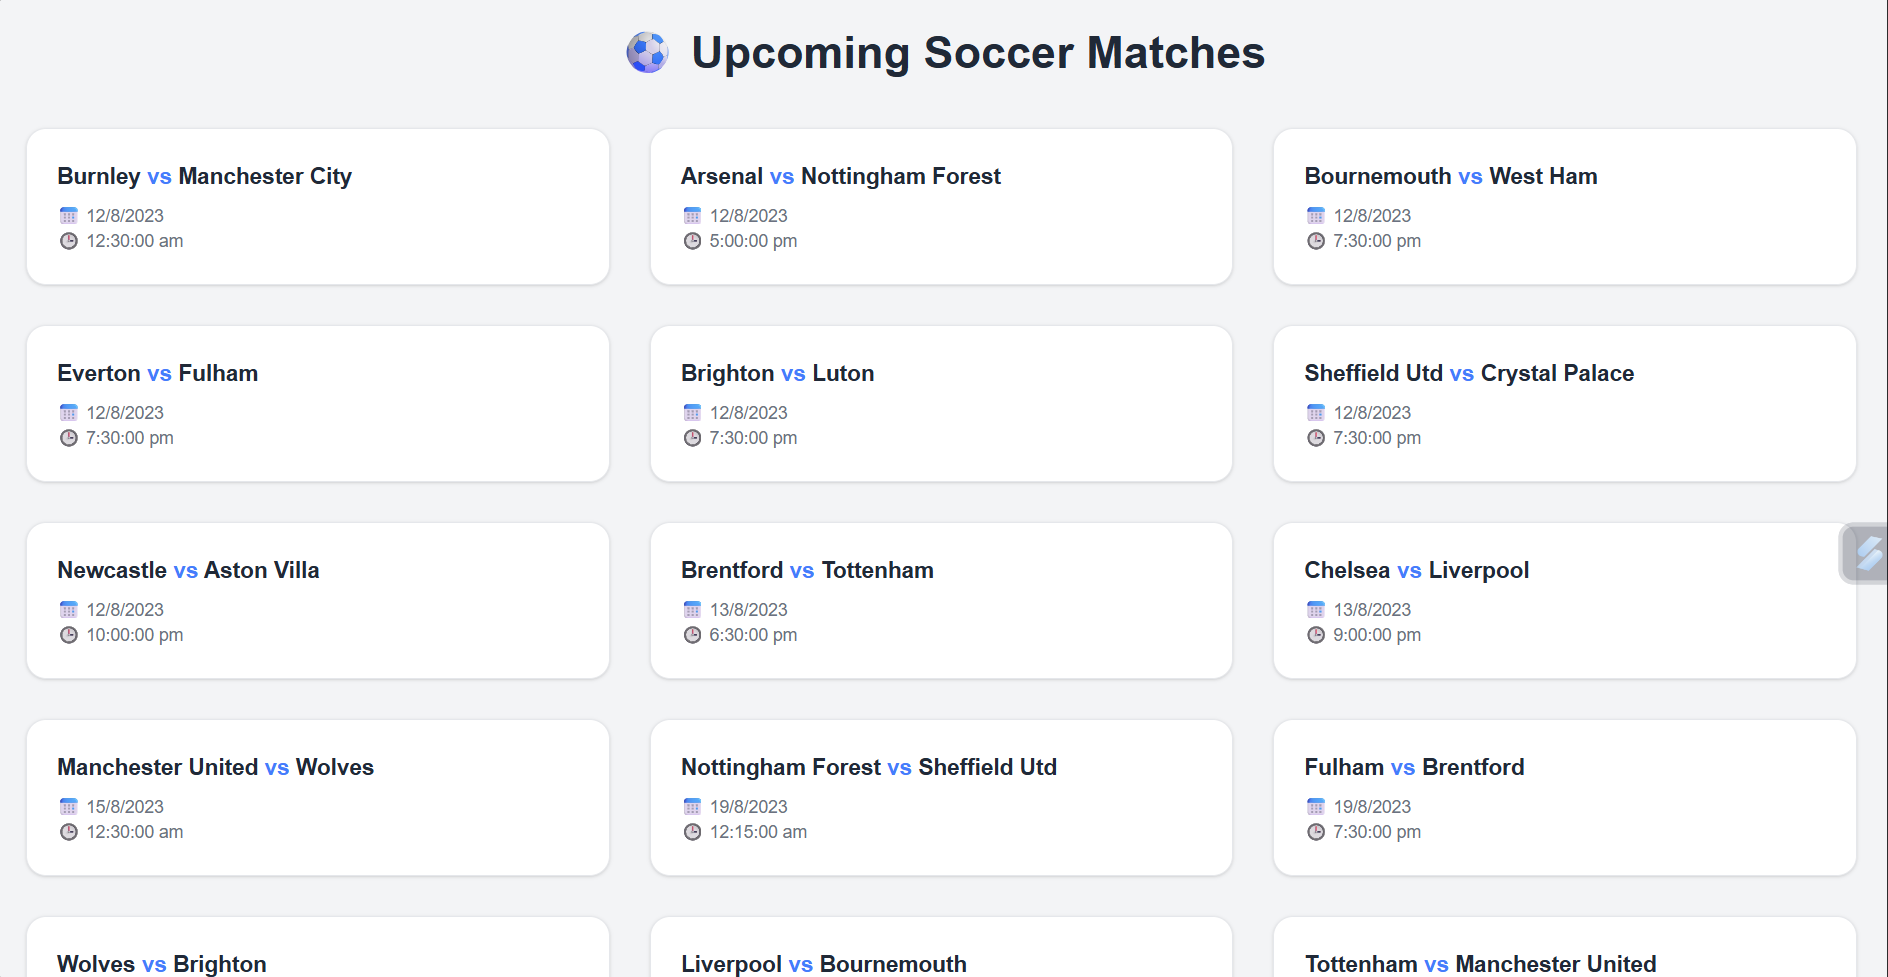 Upcoming Soccer Matches
Burnley vs Manchester City
12/8/2023
12:30:00 am
Arsenal vs Nottingham Forest
12/8/2023
5:00:00 pm
Bournemouth vs West Ham
12/8/2023
7:30:00 pm
Everton vs Fulham
12/8/2023
7:30:00 pm
Brighton vs Luton
12/8/2023
7:30:00 pm
Sheffield Utd vs Crystal Palace
12/8/2023
7:30:00 pm
Newcastle vs Aston Villa
12/8/2023
10:00:00 pm
Brentford vs Tottenham
13/8/2023
6:30:00 pm
Chelsea vs Liverpool
13/8/2023
9:00:00 pm
Manchester United vs Wolves
15/8/2023
12:30:00 am
Nottingham Forest vs Sheffield Utd
19/8/2023
12:15:00 am
Fulham vs Brentford
19/8/2023
7:30:00 pm
Wolves vs Brighton
Liverpool vs Bournemouth
Tottenham vs Manchester United